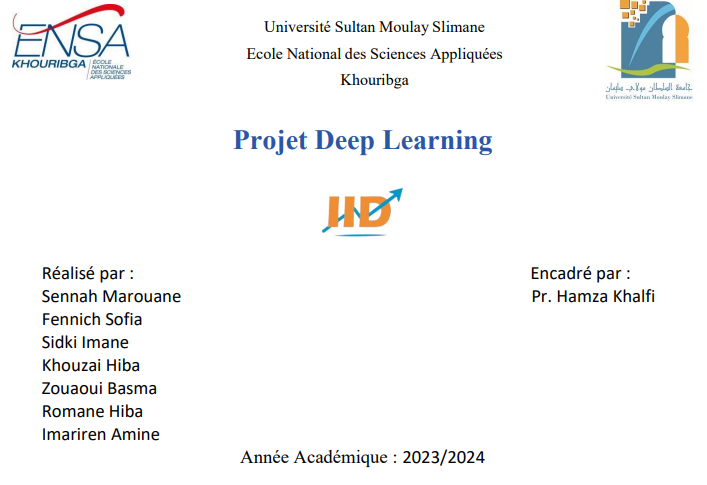 ENSA
KHOURIBGA
ÉCOLE
NATIONALE
DES SCIENCES
APPLIQUÉES
Université Sultan Moulay Slimane
Ecole National des Sciences Appliquées
Khouribga
جامعة السلطان مولاي سليمان
Université Sultan Moulay Slimane
Projet Deep Learning
IID
Réalisé par :
Sennah Marouane
Fennich Sofia
Sidki Imane
Khouzai Hiba
Zouaoui Basma
Romane Hiba
Imariren Amine
Encadré par :
Pr. Hamza Khalfi
Année Académique : 2023/2024